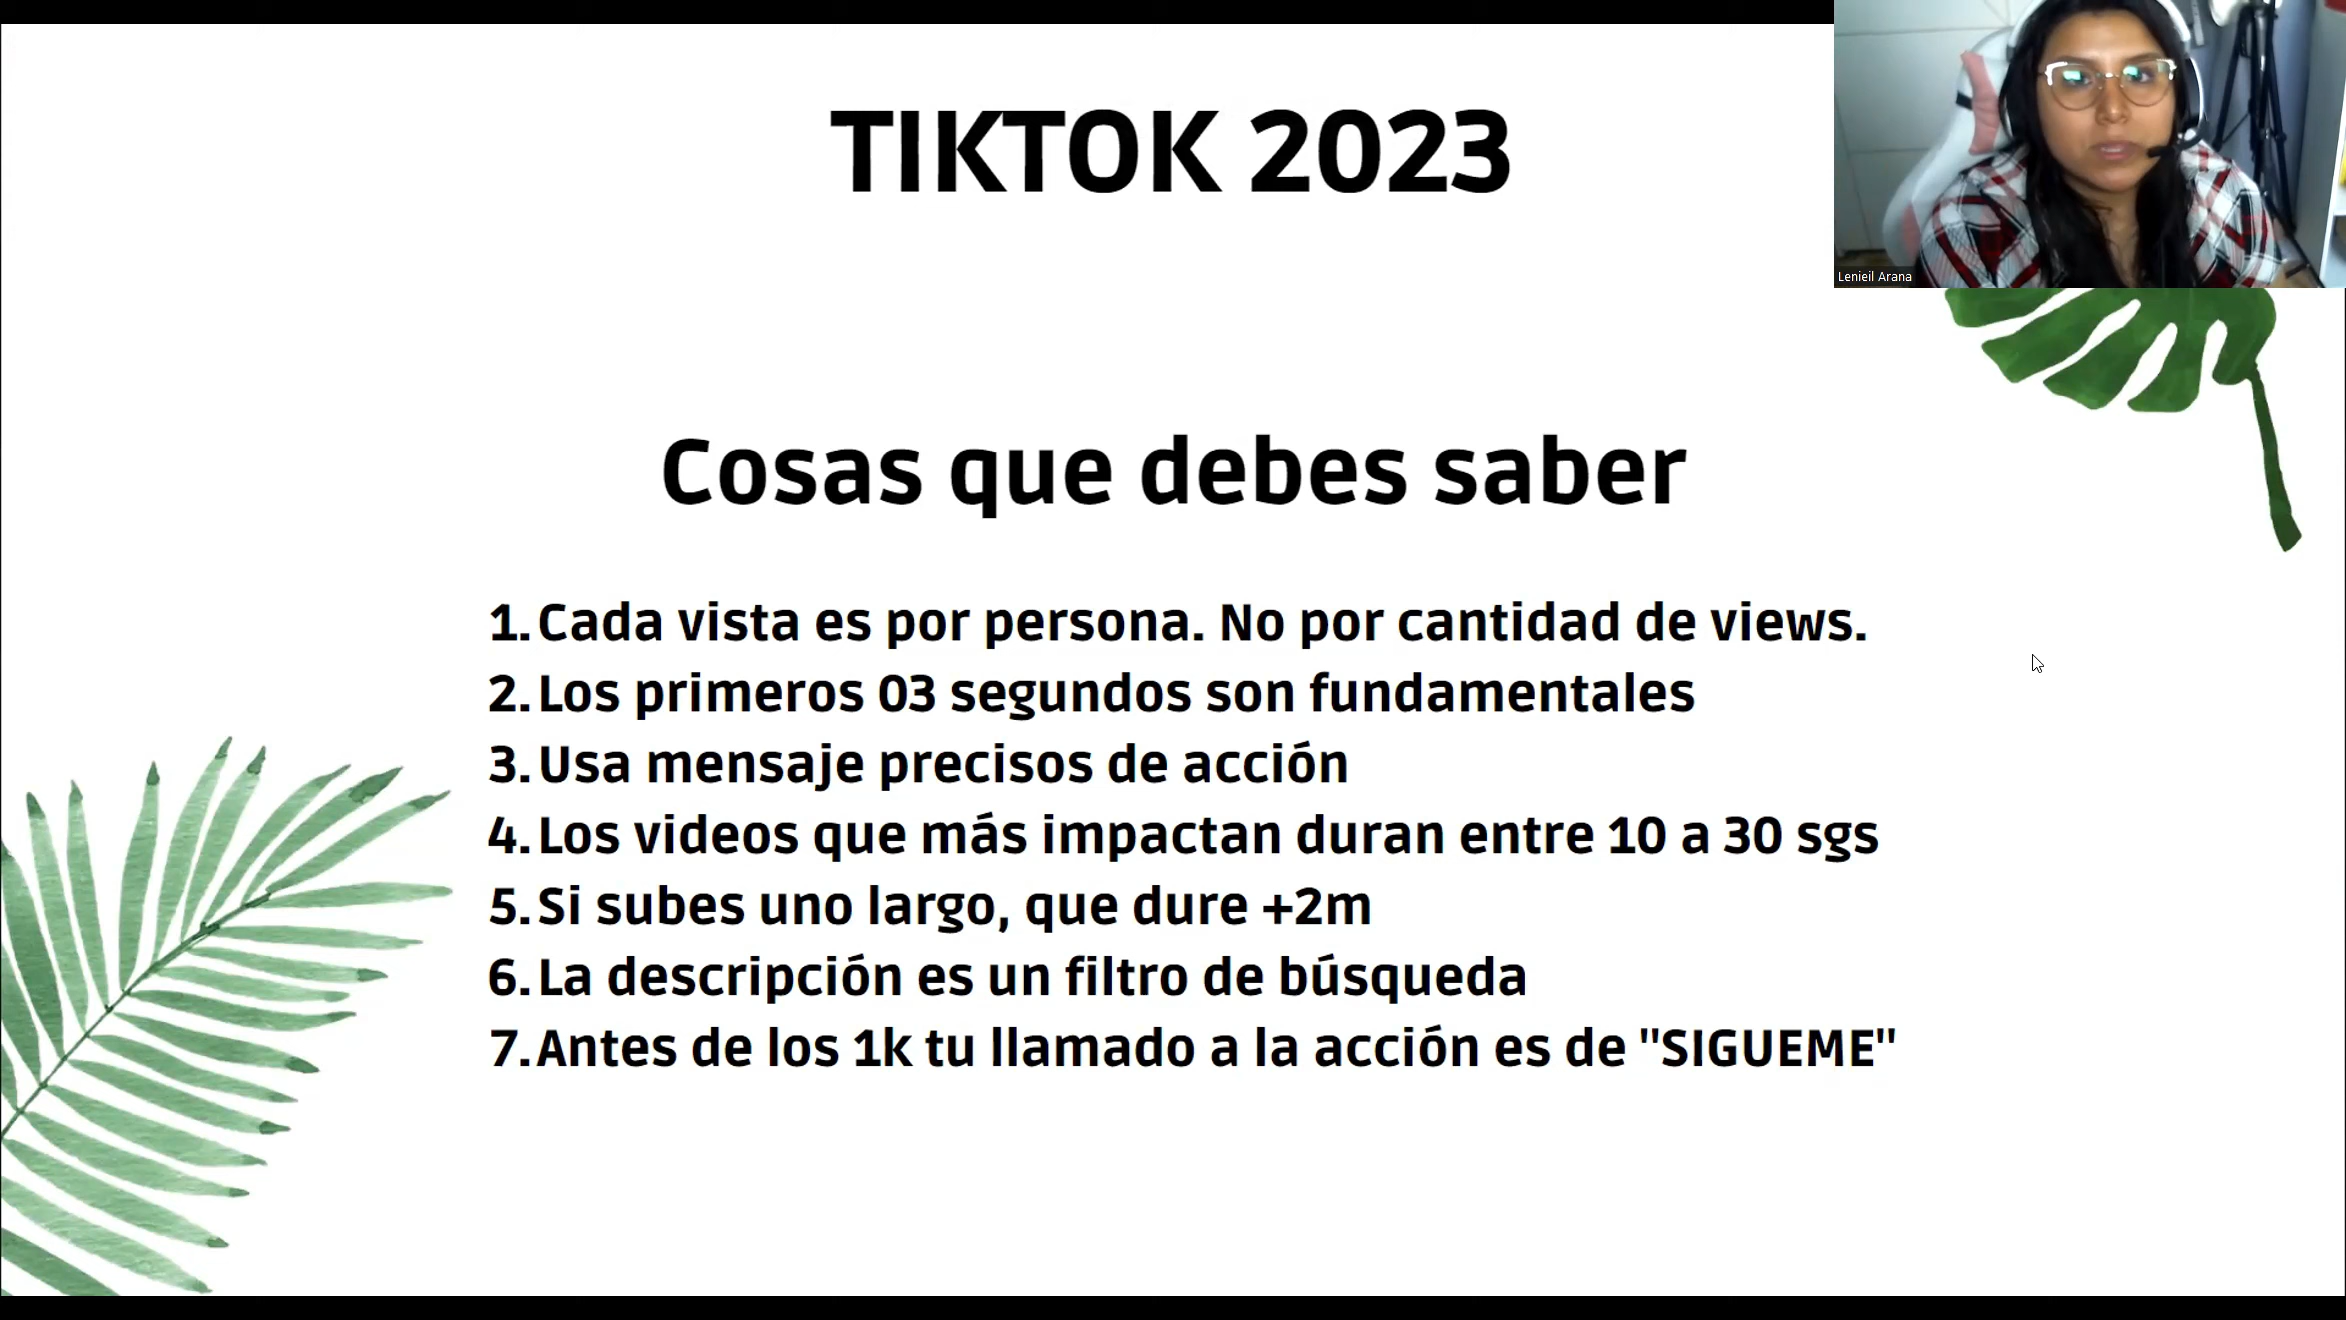 TIKTOK 2023
Lenieil Arana
Cosas que debes saber
1. Cada vista es por persona. No por cantidad de views.
2. Los primeros 03 segundos son fundamentales
3. Usa mensaje precisos de acción
4. Los videos que más impactan duran entre 10 a 30 sgs
5. Si subes uno largo, que dure +2m
6. La descripción es un filtro de búsqueda
7. Antes de los 1k tu llamado a la acción es de "SIGUEME"